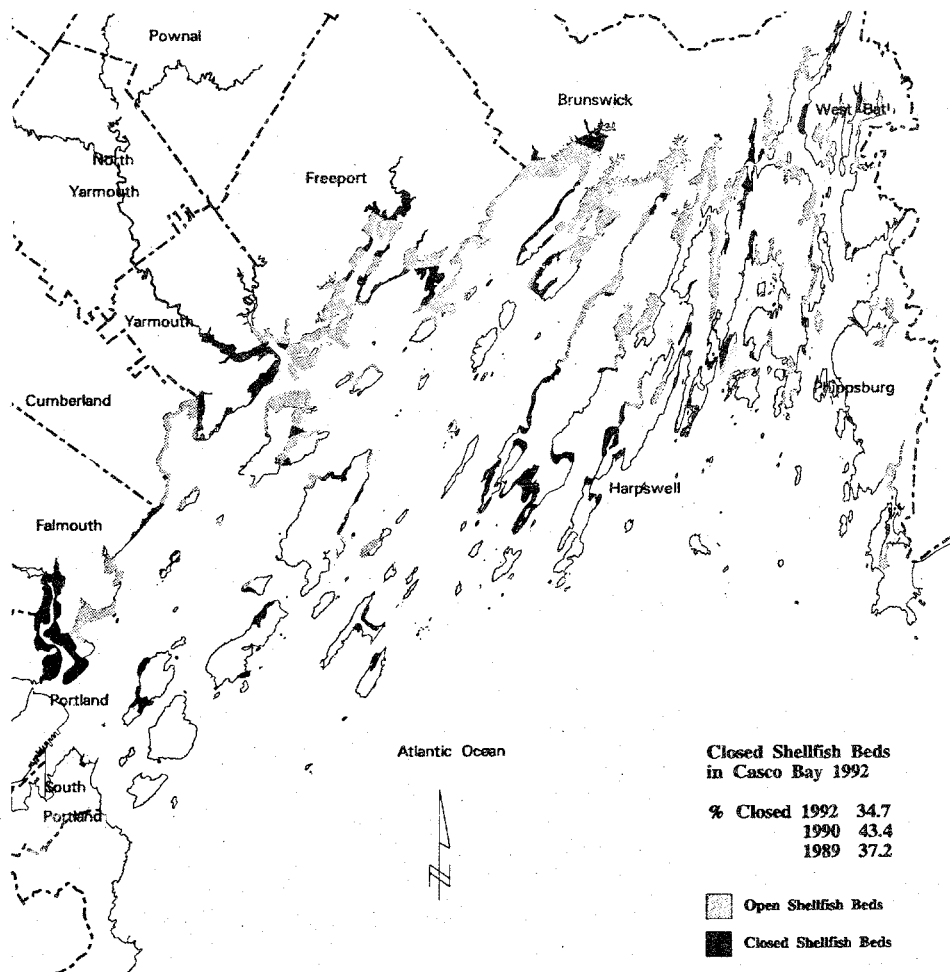 Pownal
Brunswick
West Bat
North
Yarmouth
Freeport
Yarmouth
Cumberland
Phippsburg
Harpswell
Falmouth
Portland
Atlantic Ocean
South
Portland
Closed Shellfish Beds
in Casco Bay 1992
% Closed 1992 34.7
1990 43.4
1989 37.2
Open Shellfish Beds
Closed Shellfish Beds